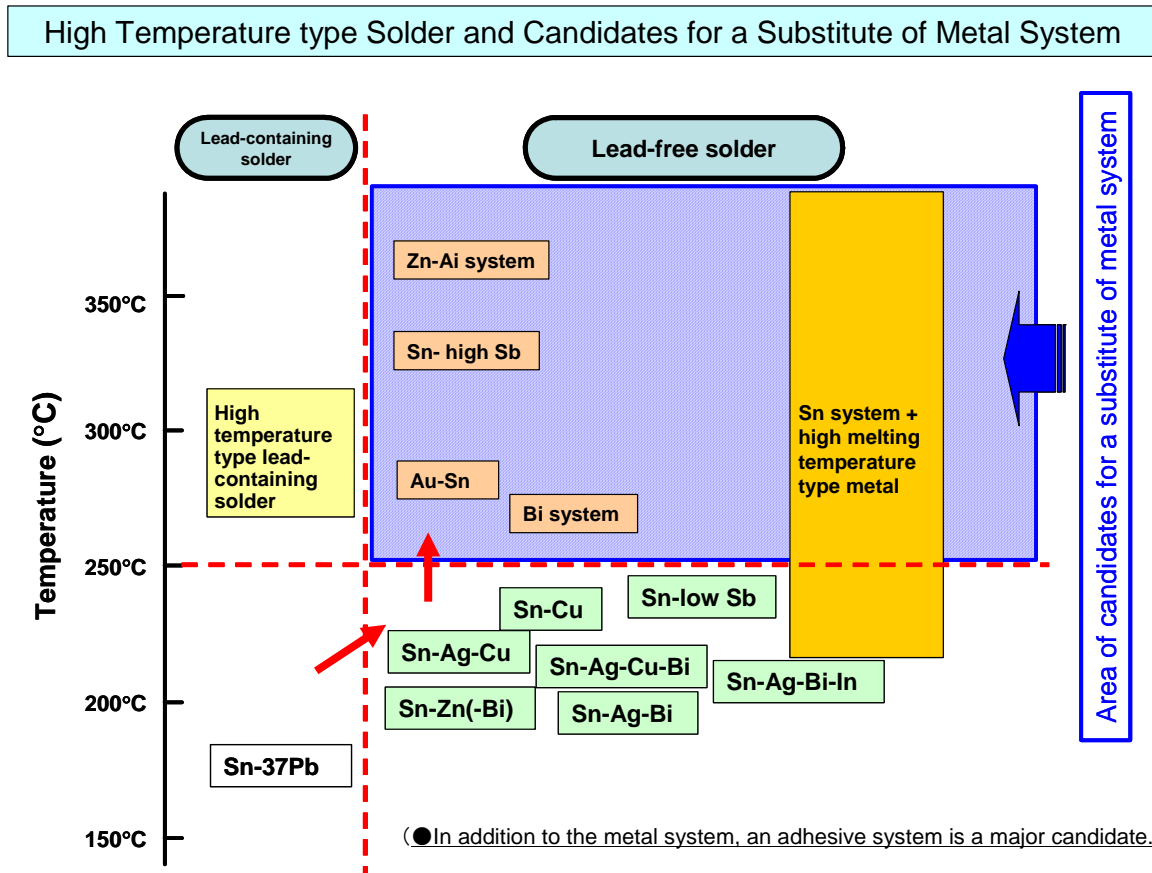 High Temperature type Solder and Candidates for a Substitute of Metal System
Lead-containing
solder
Lead-free solder
Area of candidates for a substitute of metal system
Temperature (°C)
350°C
300°C
250°C
200°C
150°C
Zn-Ai system
Sn- high Sb
High
temperature
type lead-
containing
solder
Au-Sn
Bi system
Sn system +
high melting
temperature
type metal
Sn-Cu
Sn-low Sb
Sn-Ag-Cu
Sn-Ag-Cu-Bi
Sn-Ag-Bi-In
Sn-Zn(-Bi)
Sn-Ag-Bi
Sn-37Pb
(●In addition to the metal system, an adhesive system is a major candidate.